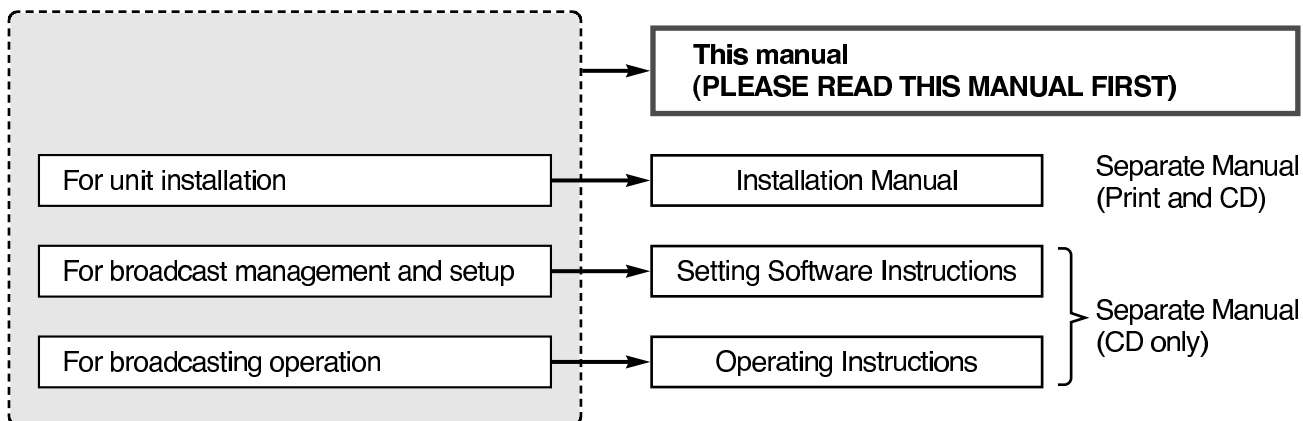 This manual
(PLEASE READ THIS MANUAL FIRST)
For unit installation
Installation Manual
Separate Manual
(Print and CD)
For broadcast management and setup
Setting Software Instructions
Separate Manual
(CD only)
For broadcasting operation
Operating Instructions